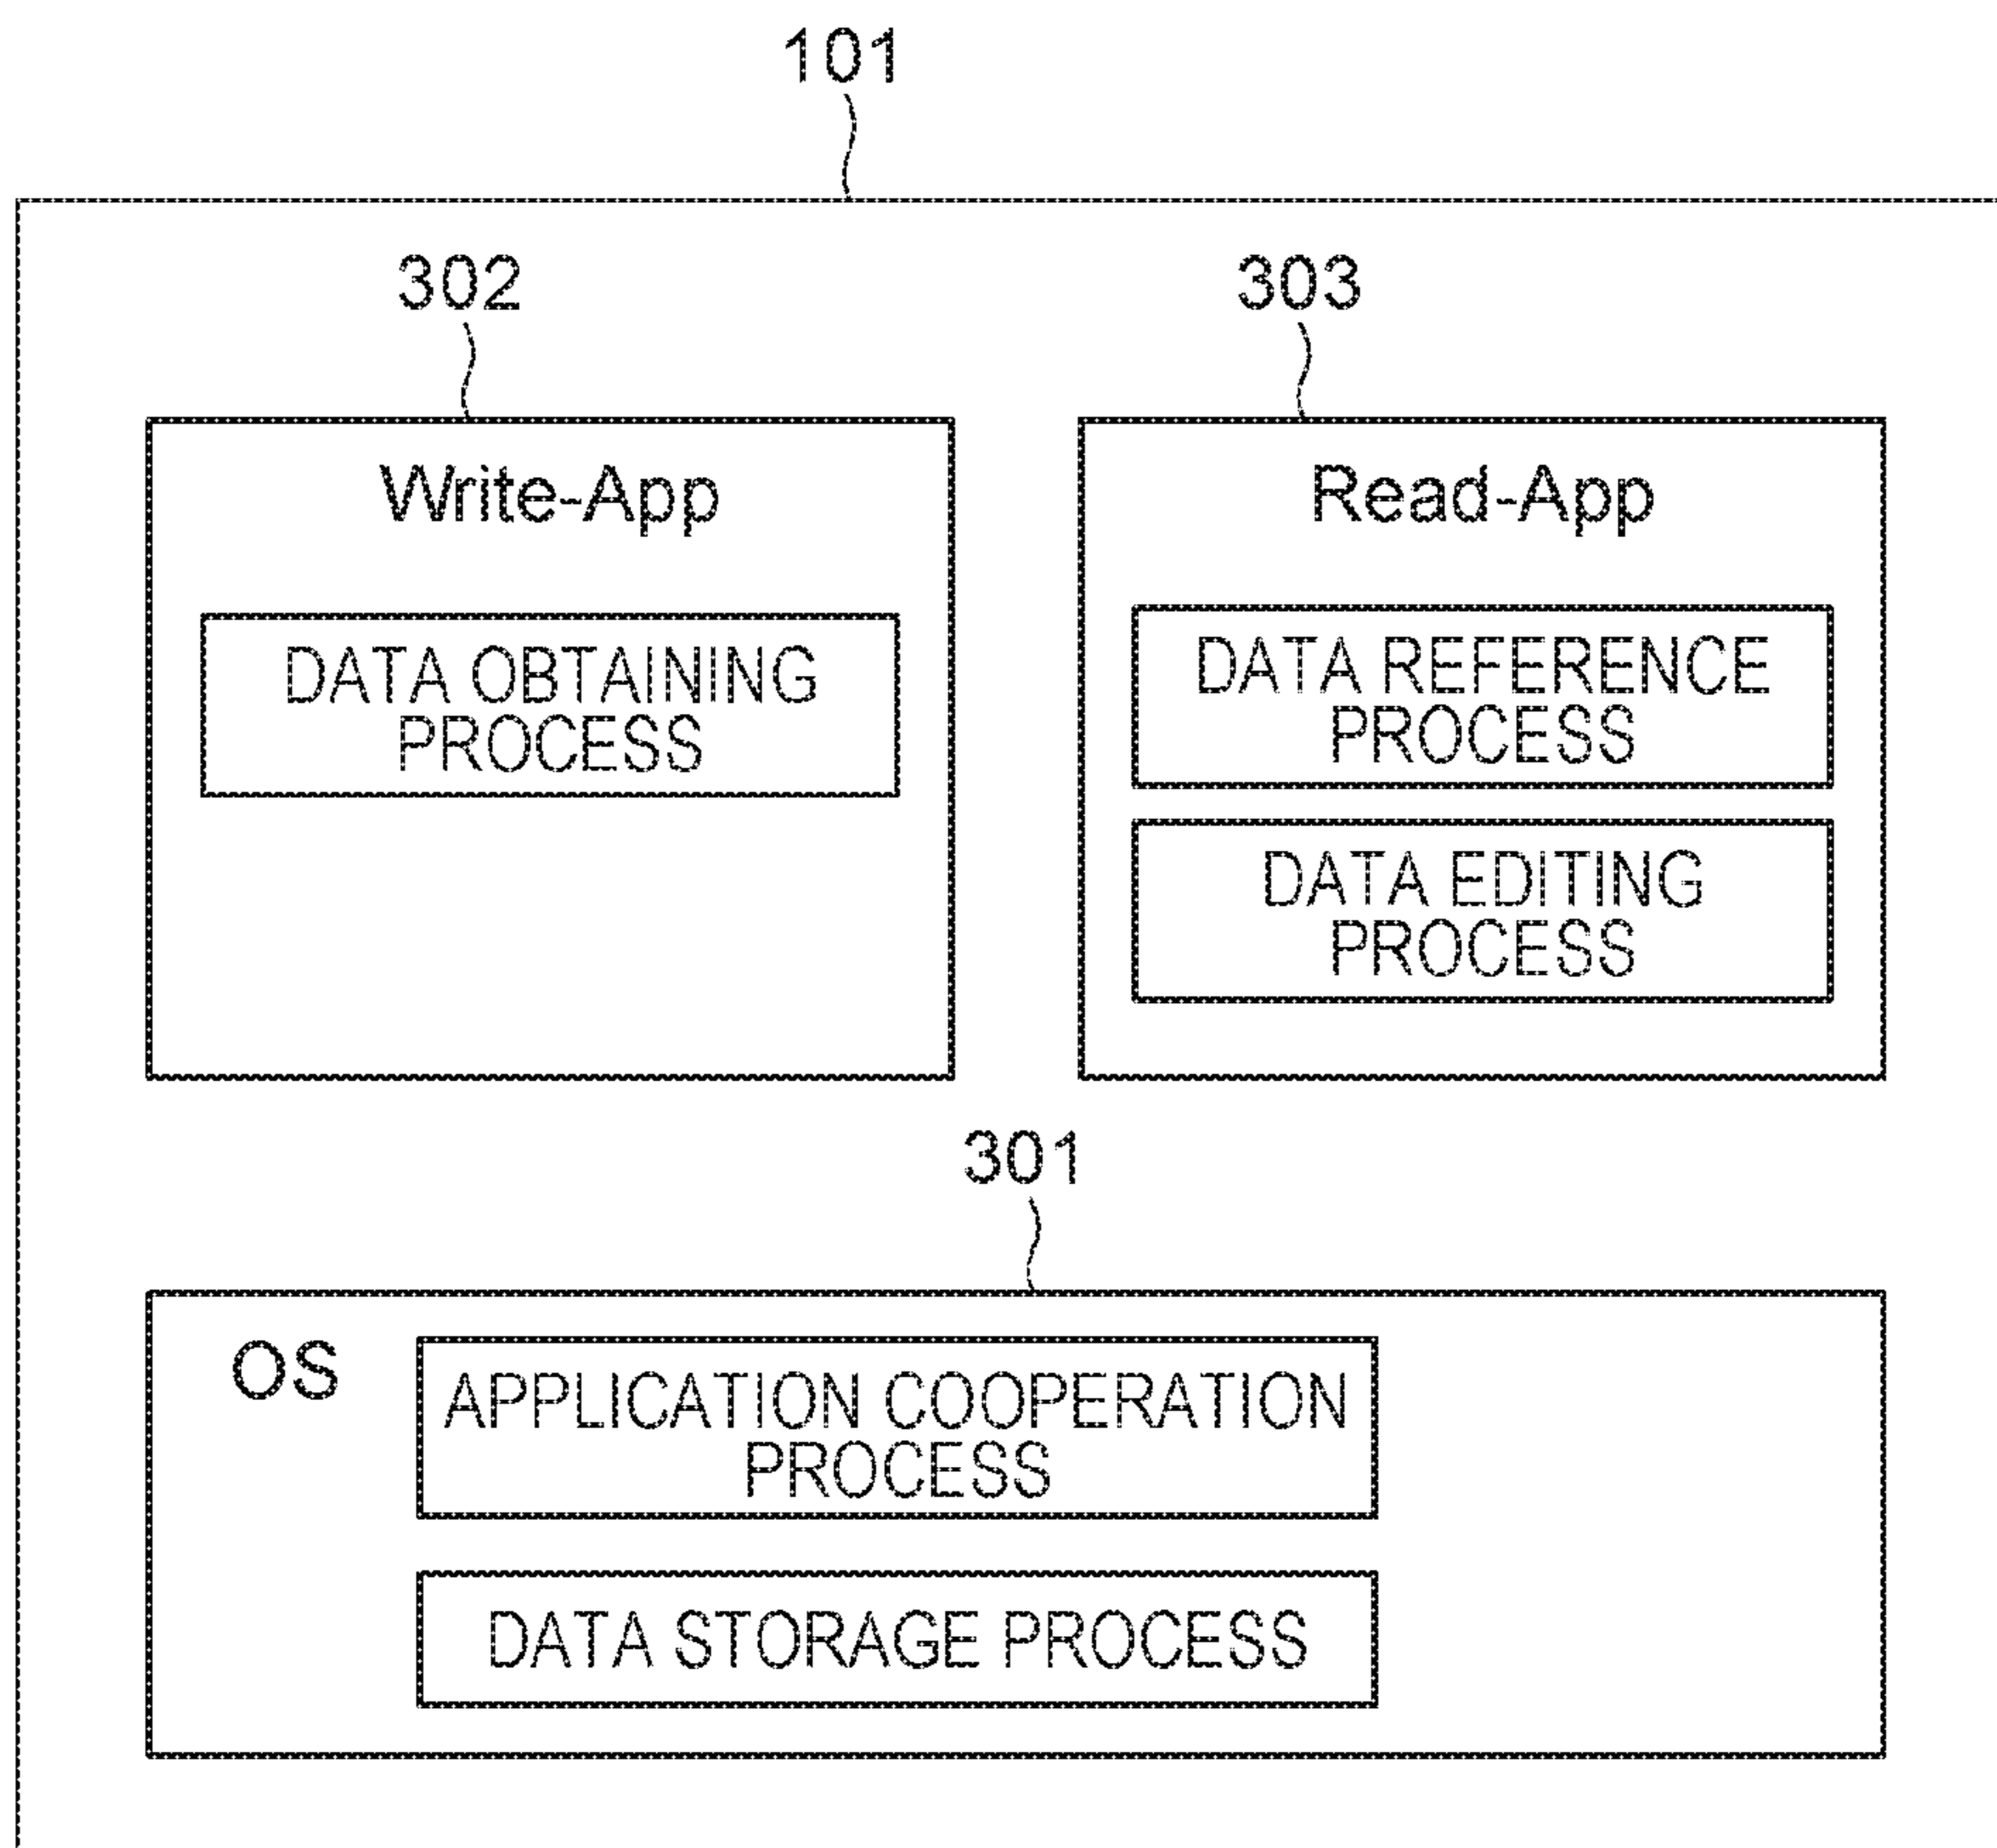 101
302
303
Write-App
Read-App
DATA OBTAINING
PROCESS
DATA REFERENCE
PROCESS
DATA EDITING
PROCESS
301
OS
APPLICATION COOPERATION
PROCESS
DATA STORAGE PROCESS